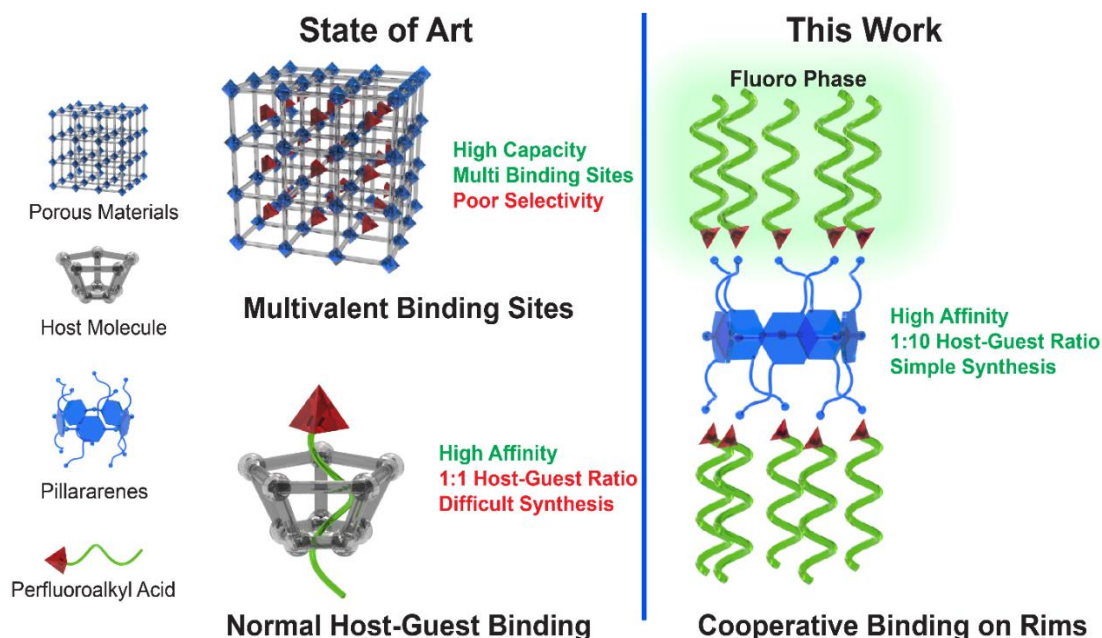 State of Art
Porous Materials
Host Molecule
Pillararenes
Perfluoroalkyl Acid
High Capacity
Multi Binding Sites
Poor Selectivity
Multivalent Binding Sites
High Affinity
1:1 Host-Guest Ratio
Difficult Synthesis
Normal Host-Guest Binding
This Work
Fluoro Phase
High Affinity
1:10 Host-Guest Ratio
Simple Synthesis
Cooperative Binding on Rims